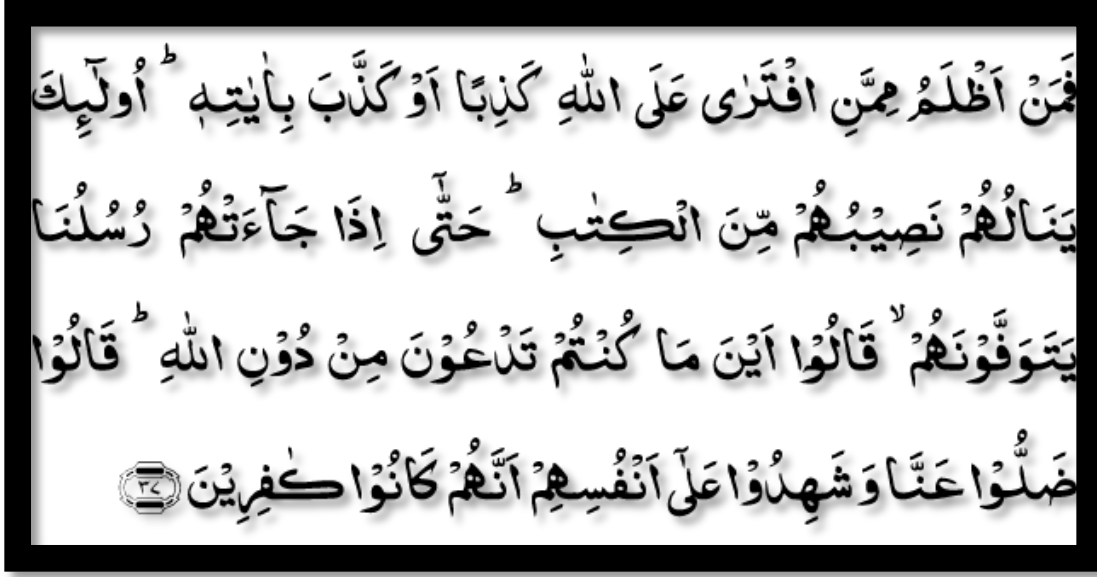 فَمَنْ اَظْلَمُ مِمَّنِ افْتَرٰى عَلَى اللّٰهِ كَذِبًا اَوْ كَذَّبَ بِاٰيٰتِهٖ ؕ اُولٰٓىِٕكَ
يَنَالُهُمْ نَصِيْبُهُمْ مِّنَ الْكِتٰبِ ؕ حَتّٰٓى اِذَا جَآءَتْهُمْ رُسُلُنَا
يَتَوَفَّوْنَهُمْ ۙ قَالُوْۤا اَيْنَ مَا كُنْتُمْ تَدْعُوْنَ مِنْ دُوْنِ اللّٰهِ ؕ قَالُوْا
ضَلُّوْا عَنَّا وَ شَهِدُوْا عَلٰۤى اَنْفُسِهِمْ اَنَّهُمْ كَانُوْا كٰفِرِيْنَ ۝۳۷